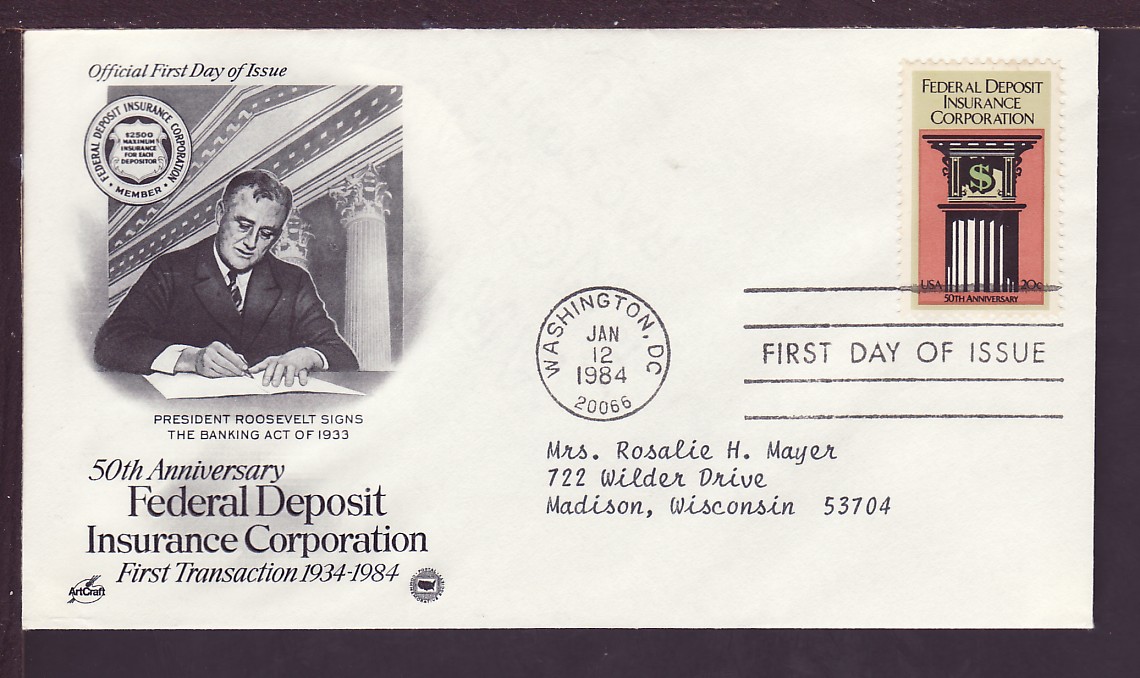 Official First Day of Issue
FEDERAL DEPOSIT INSURANCE CORPORATION
$2500
MAXIMUM
INSURANCE
FOR EACH
DEPOSITOR
• MEMBER •
PRESIDENT ROOSEVELT SIGNS
THE BANKING ACT OF 1933
50th Anniversary
Federal Deposit
Insurance Corporation
First Transaction 1934-1984
ArtCraft
FEDERAL DEPOSIT
INSURANCE
CORPORATION
$
USA 20c
50TH ANNIVERSARY
WASHINGTON, DC
JAN
12
1984
20066
FIRST DAY OF ISSUE
Mrs. Rosalie H. Mayer
722 Wilder Drive
Madison, Wisconsin 53704